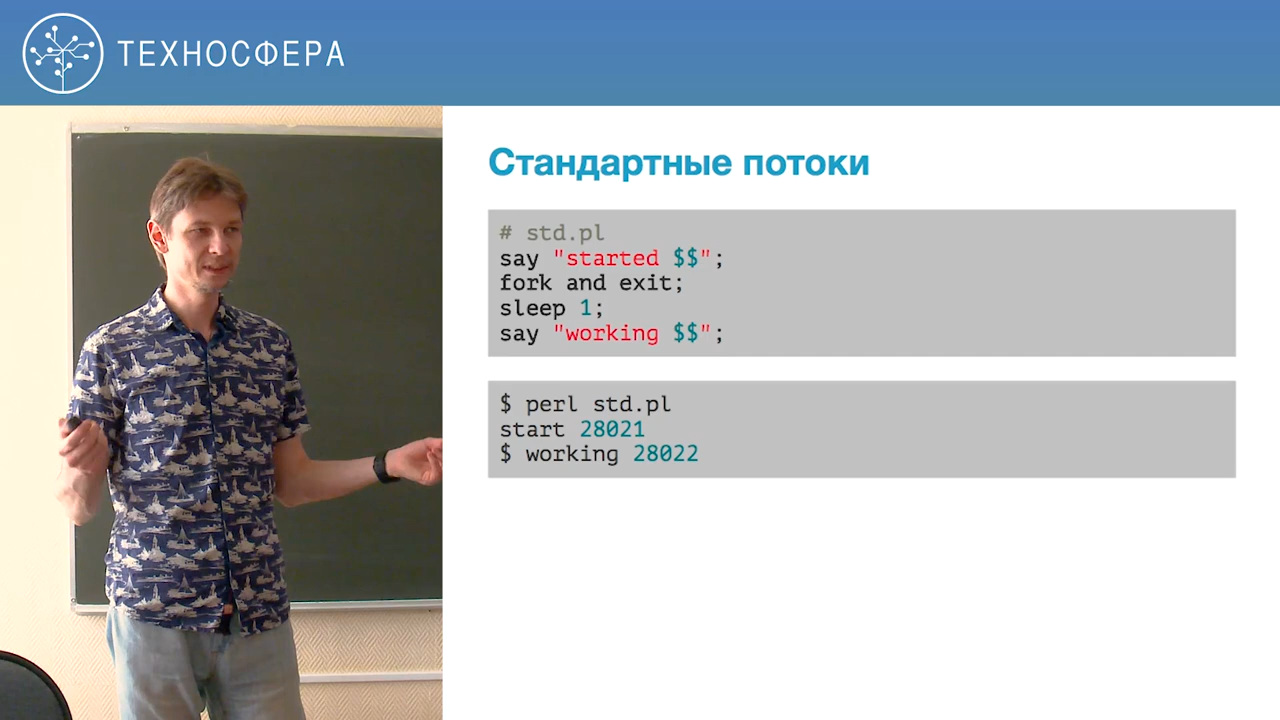 ТЕХНОСФЕРА
Стандартные потоки
# std.pl
say "started $$";
fork and exit;
sleep 1;
say "working $$";
$ perl std.pl
start 28021
$ working 28022